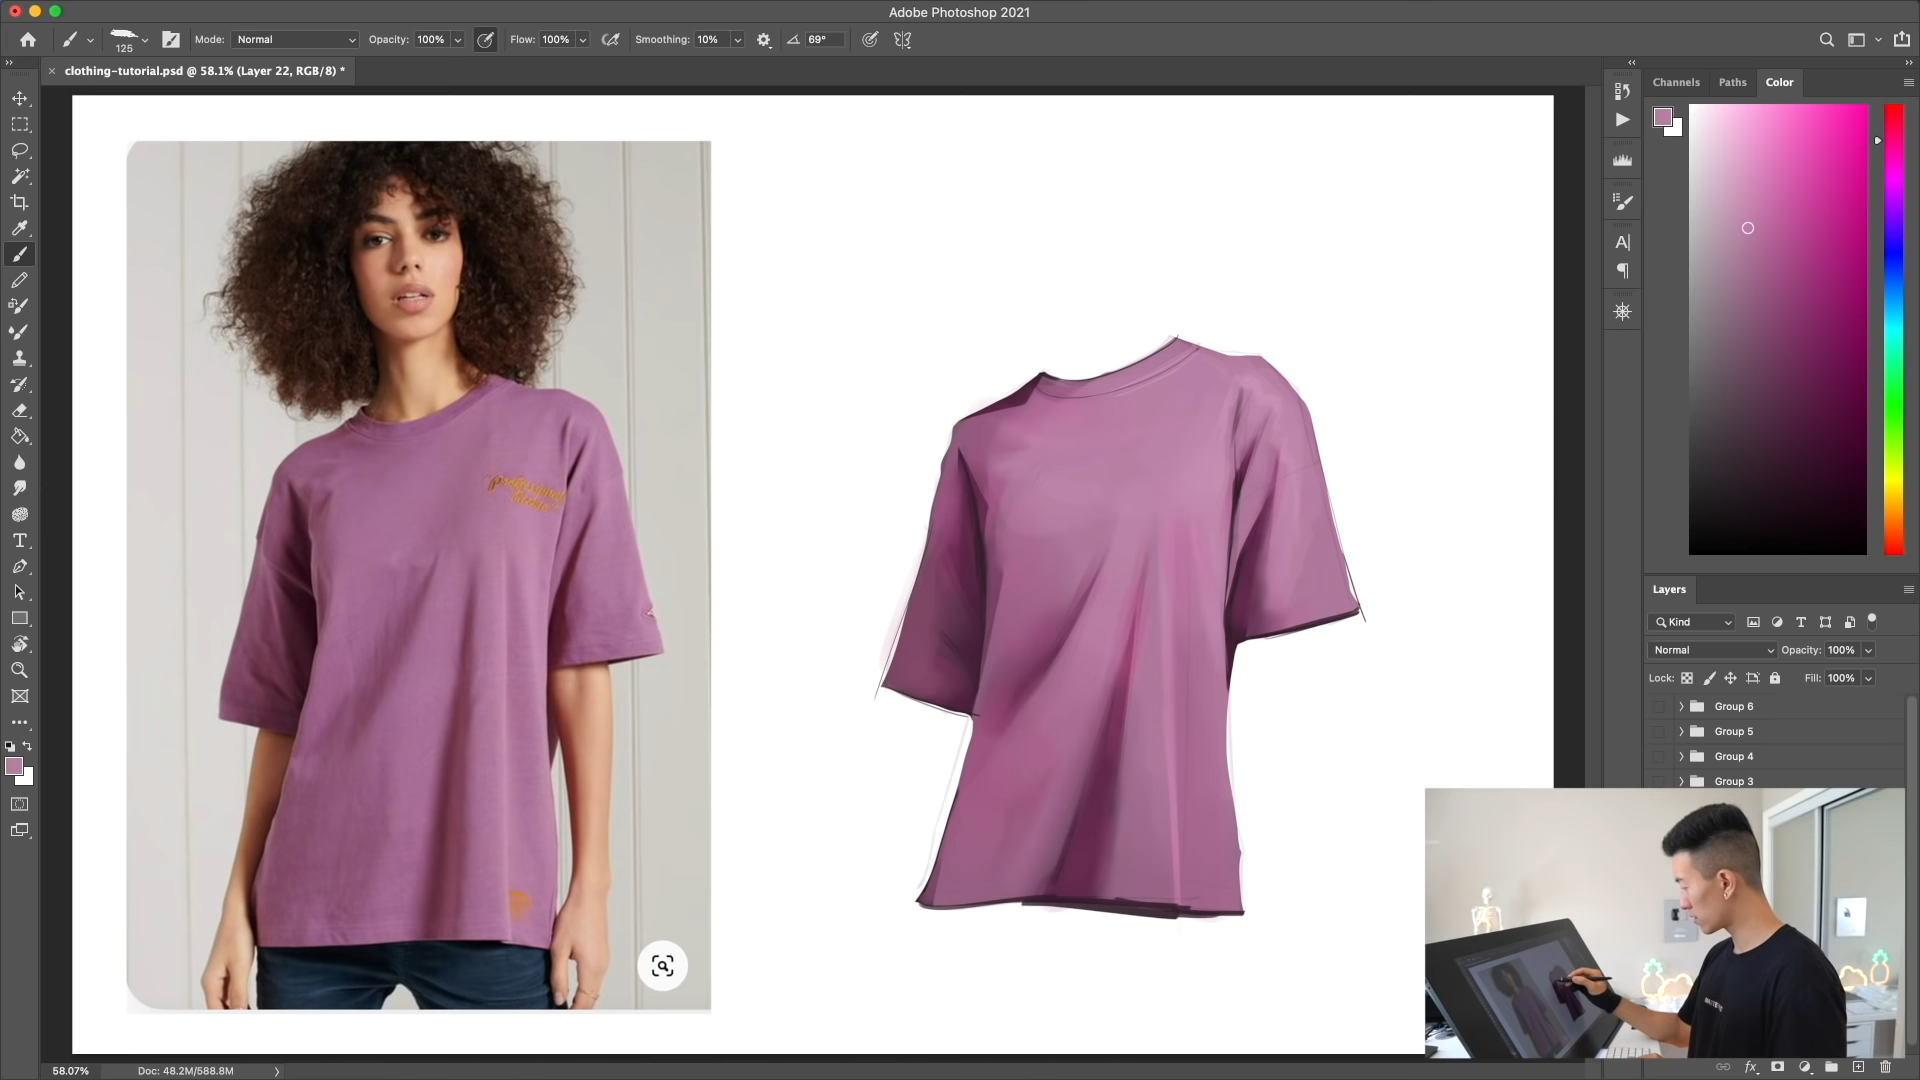 Adobe Photoshop 2021
125
Mode: Normal
Opacity: 100%
Flow: 100%
Smoothing: 10%
69°
clothing-tutorial.psd @ 58.1% (Layer 22, RGB/8) *
Channels
Paths
Color
Layers
Kind
Normal
Opacity: 100%
Lock:
Fill: 100%
Group 6
Group 5
Group 4
Group 3
58.07%
Doc: 48.2M/588.8M